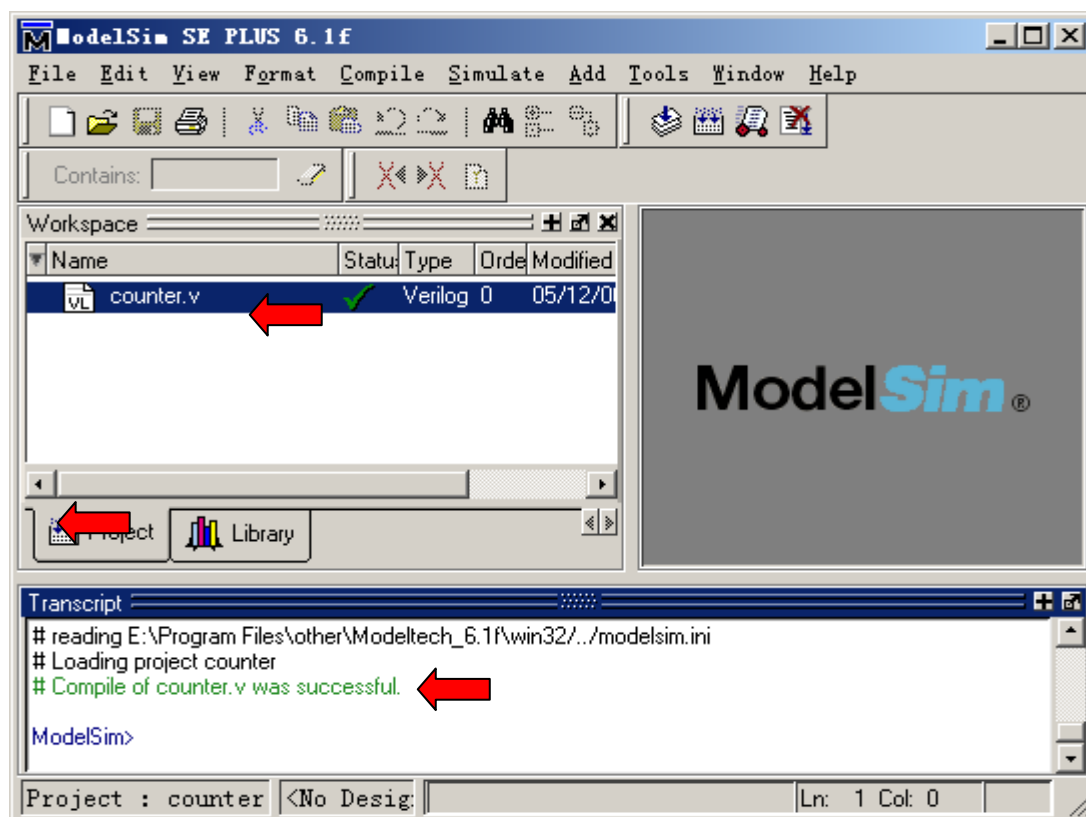 ModelSim SE PLUS 6.1f
File Edit View Format Compile Simulate Add Tools Window Help
Contains:
Workspace
Name Statu Type Orde Modified
VL counter.v Verilog 0 05/12/0
ModelSim®
Project Library
Transcript
# reading E:\Program Files\other\Modeltech_6.1f\win32/../modelsim.ini
# Loading project counter
# Compile of counter.v was successful.
ModelSim>
Project : counter <No Desig Ln: 1 Col: 0